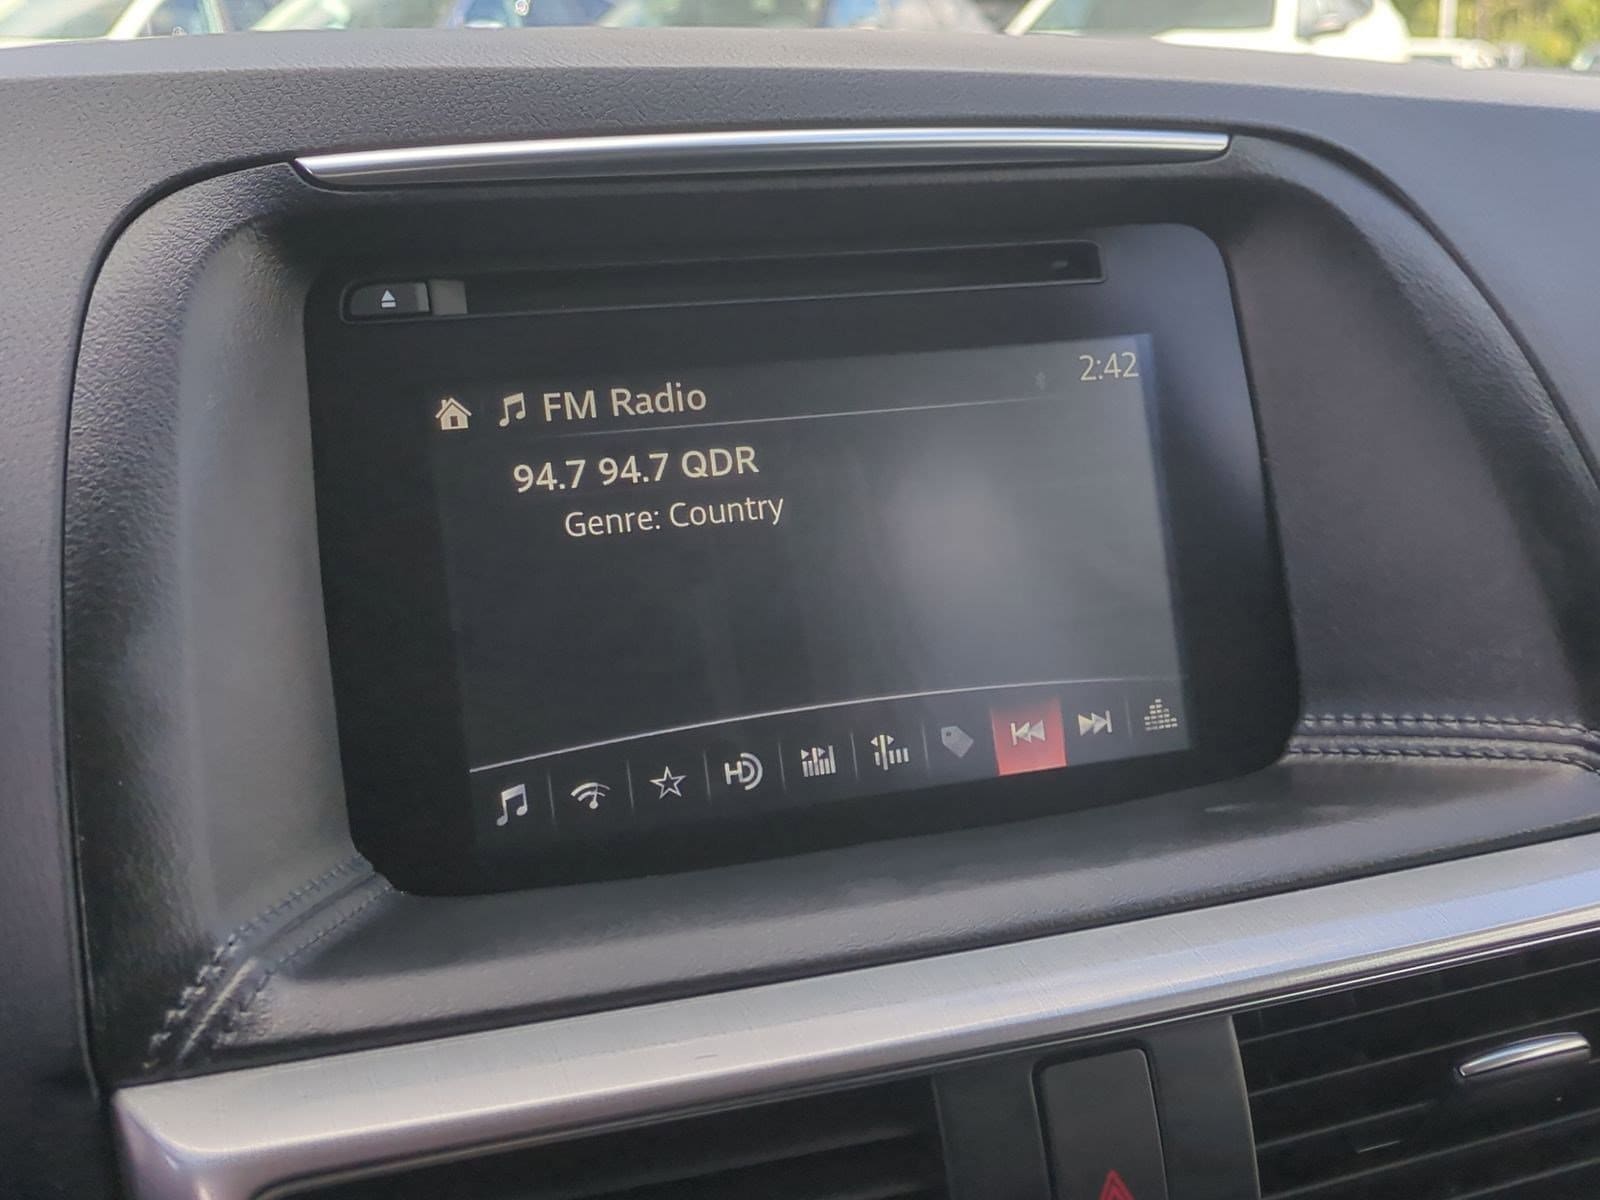 FM Radio
2:42
94.7 94.7 QDR
Genre: Country
HD